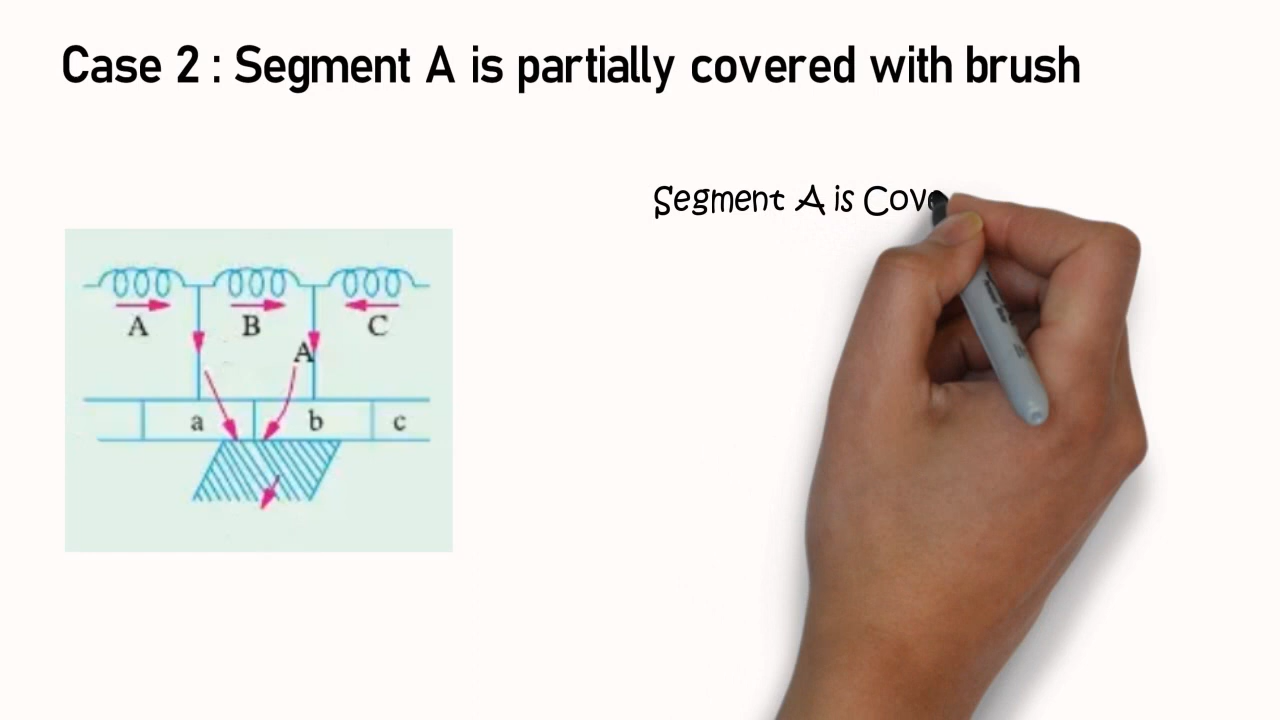 Case 2 : Segment A is partially covered with brush
Segment A is Cove
A B C
A
a b c